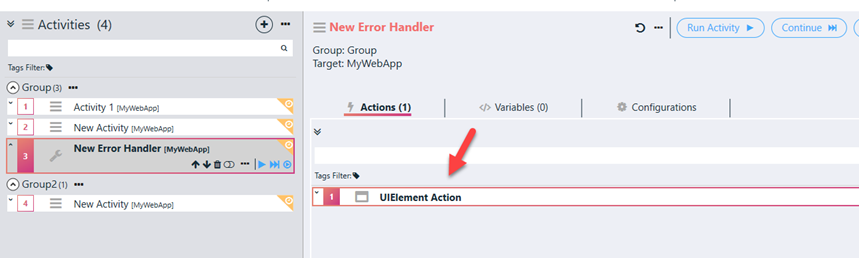 Activities (4)
Tags Filter:
Group (3)
1 Activity 1 [MyWebApp]
2 New Activity [MyWebApp]
3 New Error Handler [MyWebApp]
Group2 (1)
4 New Activity [MyWebApp]
New Error Handler
Run Activity
Continue
Group: Group
Target: MyWebApp
Actions (1)
</> Variables (0)
Configurations
Tags Filter:
1 UIElement Action